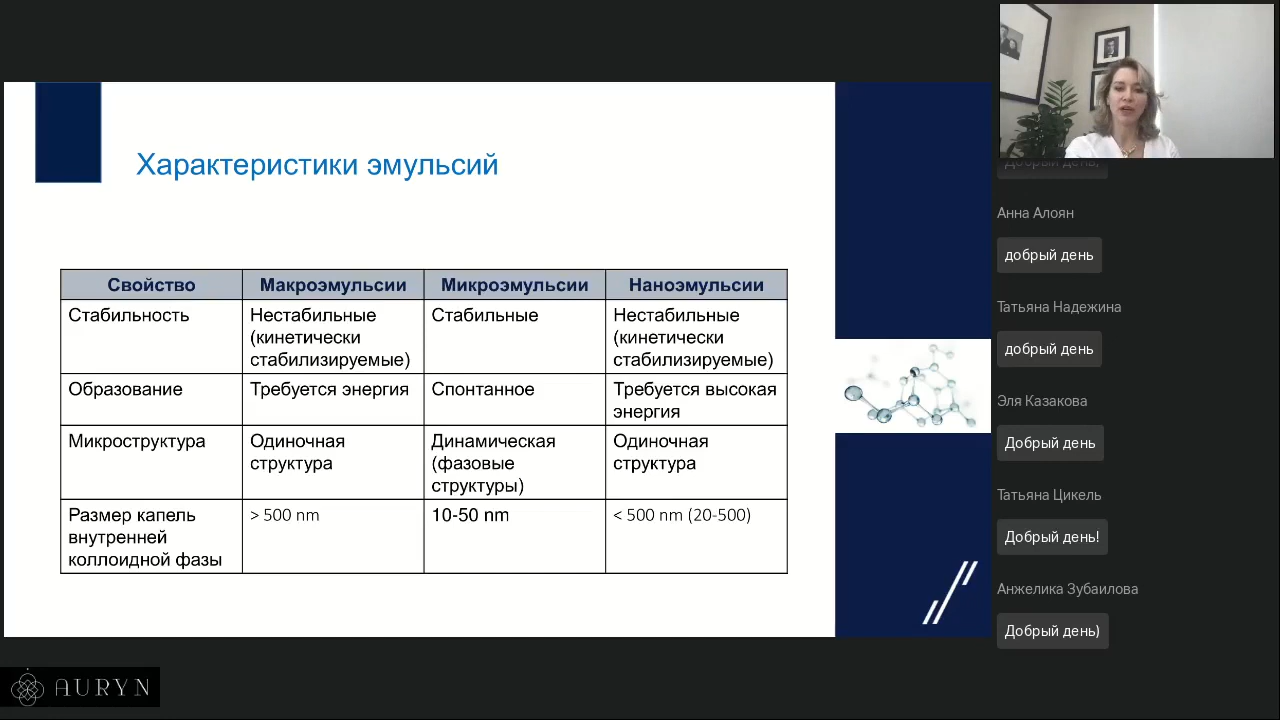 Характеристики эмульсий
Свойство Макроэмульсии Микроэмульсии Наноэмульсии
Стабильность Нестабильные (кинетически стабилизируемые) Стабильные Нестабильные (кинетически стабилизируемые)
Образование Требуется энергия Спонтанное Требуется высокая энергия
Микроструктура Одиночная структура Динамическая (фазовые структуры) Одиночная структура
Размер капель внутренней коллоидной фазы > 500 nm 10-50 nm < 500 nm (20-500)
AURYN
Добрый день,
Анна Алоян
добрый день
Татьяна Надежина
добрый день
Эля Казакова
Добрый день
Татьяна Цикель
Добрый день!
Анжелика Зубаилова
Добрый день)